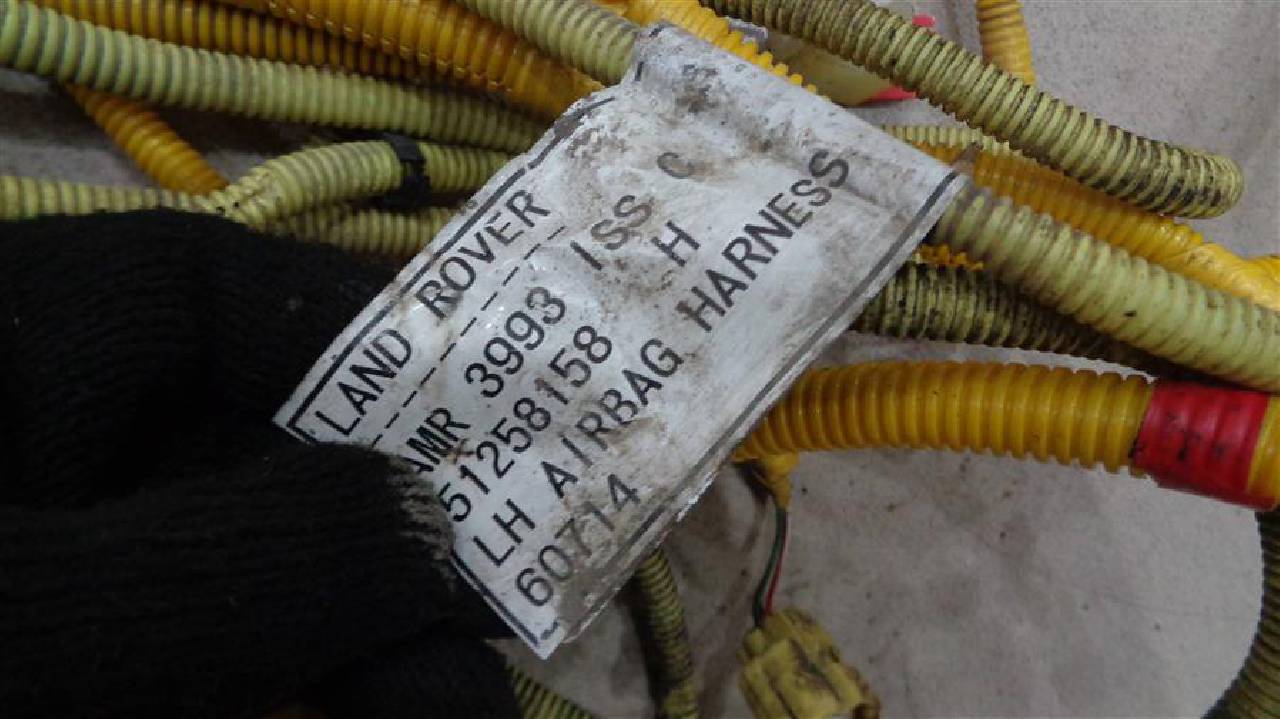 LAND ROVER
AMR 3993 ISS C
51258158 H
LH AIRBAG HARNESS
60714